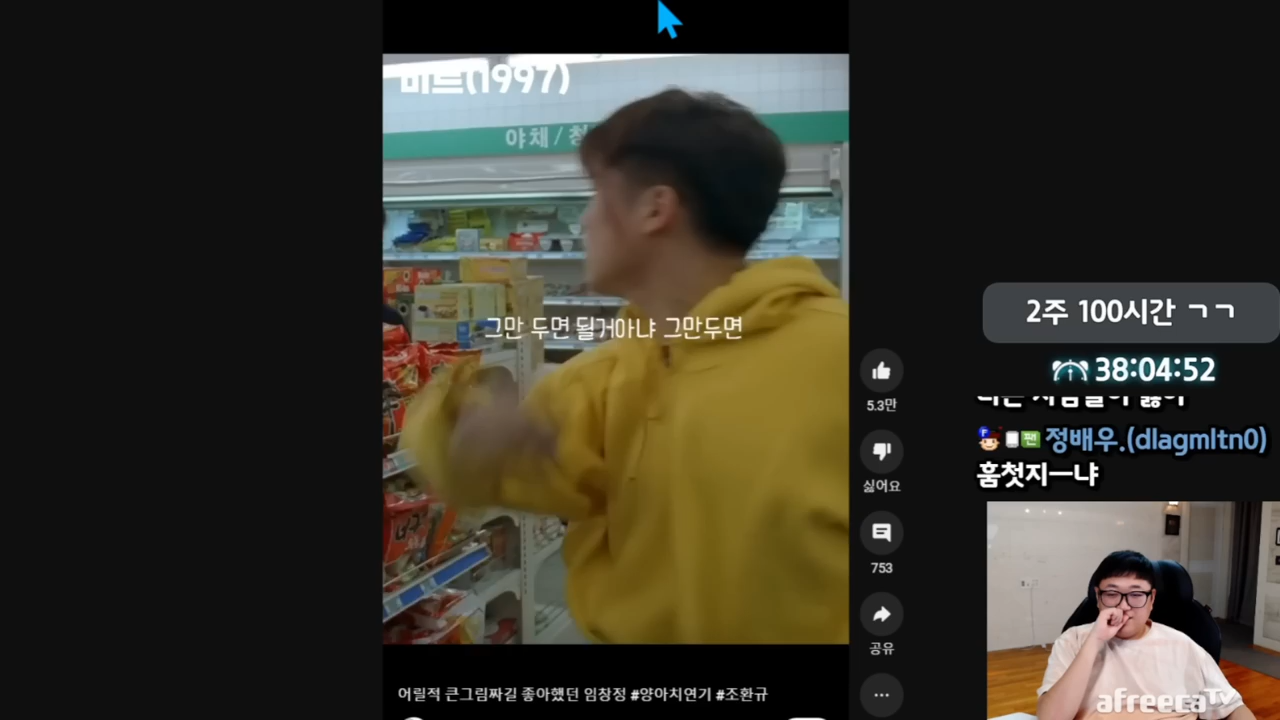 비트(1997)
야채 / 청
그만 두면 될거아냐 그만두면
5.3만
싫어요
753
공유
어릴적 큰그림짜길 좋아했던 임창정 #양아치연기 #조환규
2주 100시간 ㄱㄱ
38:04:52
팬 정배우.(dlagmltn0)
훔첫지ㅡ냐
afreecaTV